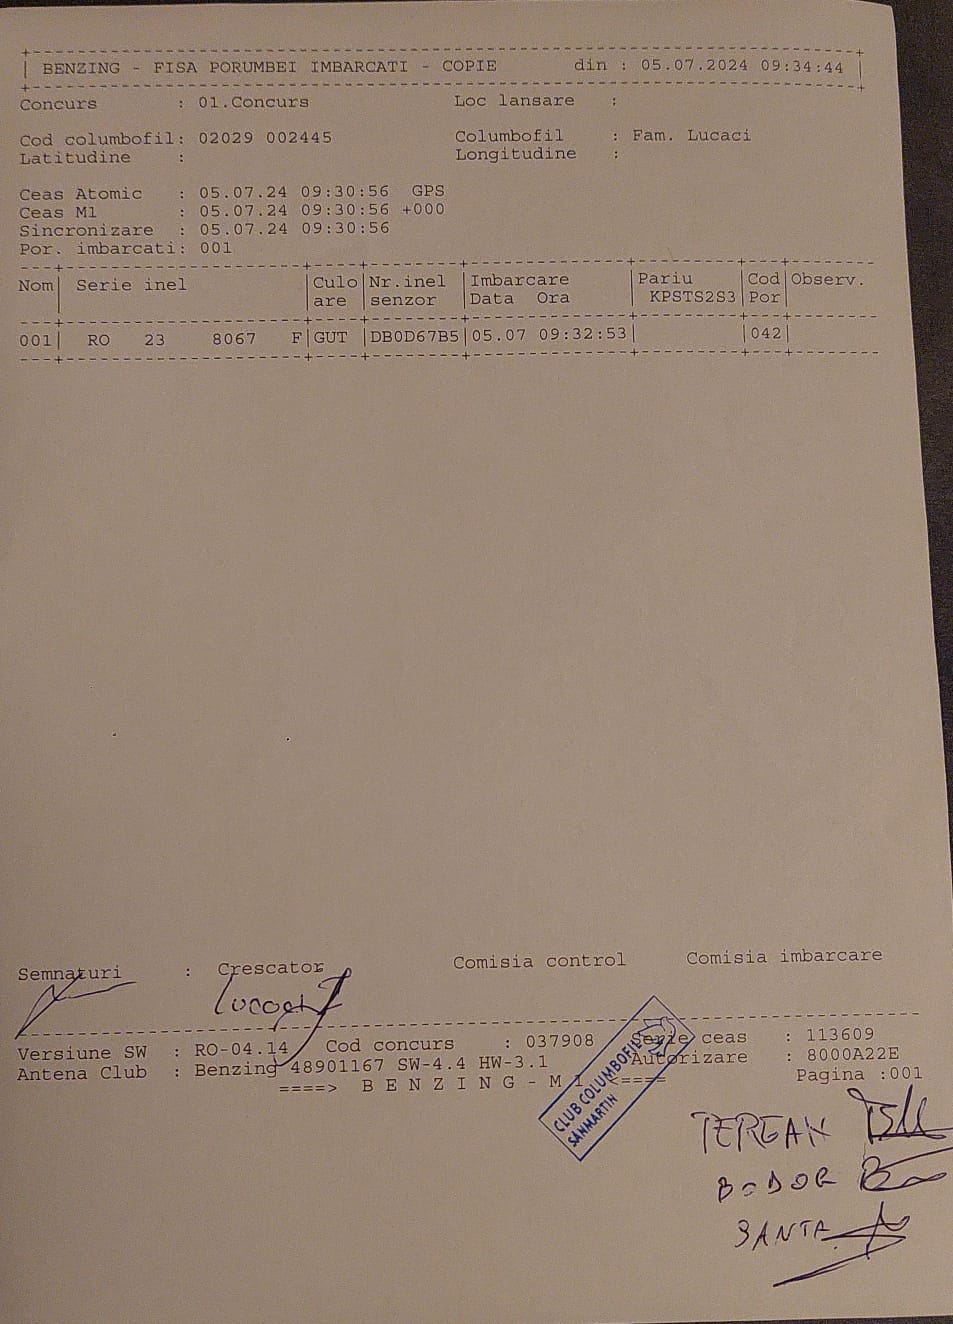 BENZING - FISA PORUMBEI IMBARCATI - COPIE din : 05.07.2024 09:34:44
Concurs : 01.Concurs Loc lansare :
Cod columbofil: 02029 002445 Columbofil : Fam. Lucaci
Latitudine : Longitudine :
Ceas Atomic : 05.07.24 09:30:56 GPS
Ceas M1 : 05.07.24 09:30:56 +000
Sincronizare : 05.07.24 09:30:56
Por. imbarcati: 001
Nom| Serie inel |Culo|Nr.inel |Imbarcare |Pariu |Cod|Observ.
|are |senzor |Data Ora | KPSTS2S3|Por|
001| RO 23 8067 F|GUT |DB0D67B5|05.07 09:32:53| |042|
Semnaturi : Crescator Comisia control Comisia imbarcare
Versiune SW : RO-04.14 Cod concurs : 037908 Serie ceas : 113609
Antena Club : Benzing 48901167 SW-4.4 HW-3.1 Autorizare : 8000A22E
====> B E N Z I N G - M 1 <==== Pagina :001
CLUB COLUMBOFIL
SANMARTIN
BODOR
SANTA